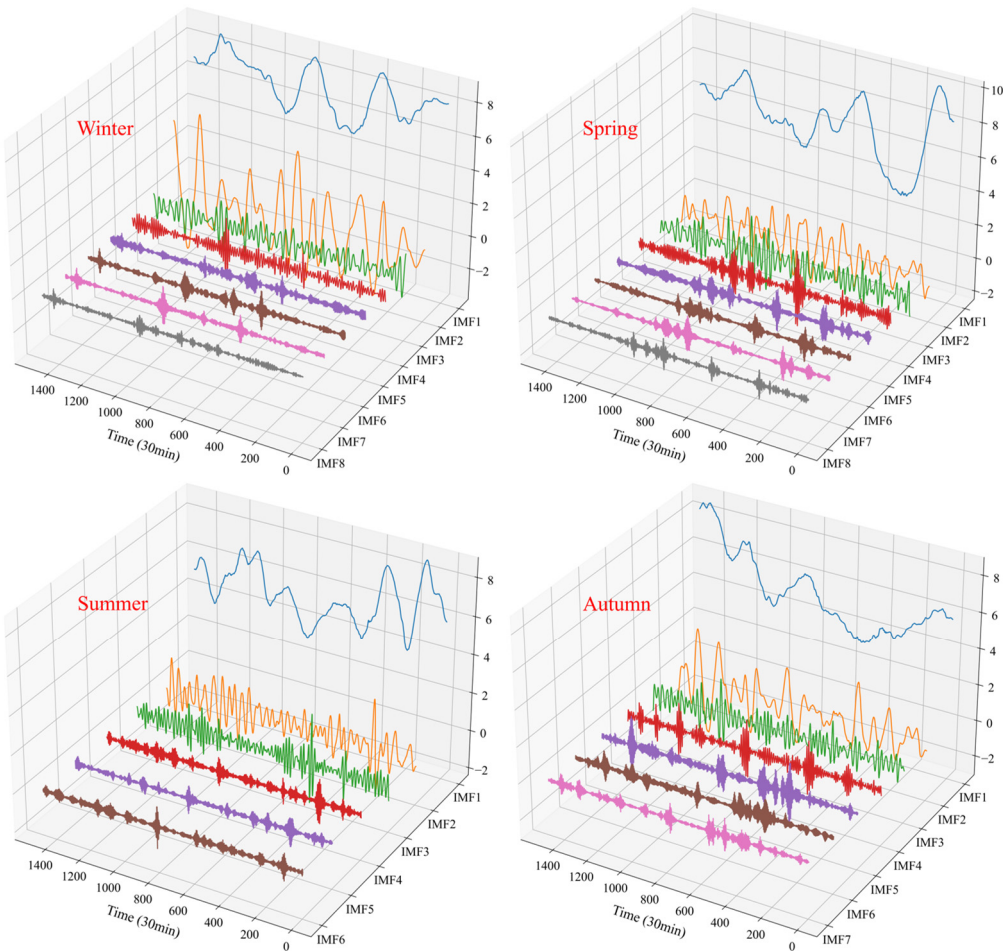 Winter
8
6
4
2
0
−2
IMF1
IMF2
IMF3
IMF4
IMF5
IMF6
IMF7
IMF8
1400
1200
1000
800
600
400
200
0
Time (30min)
Spring
10
8
6
4
2
0
−2
IMF1
IMF2
IMF3
IMF4
IMF5
IMF6
IMF7
IMF8
1400
1200
1000
800
600
400
200
0
Time (30min)
Summer
8
6
4
2
0
−2
IMF1
IMF2
IMF3
IMF4
IMF5
IMF6
1400
1200
1000
800
600
400
200
0
Time (30min)
Autumn
8
6
4
2
0
−2
IMF1
IMF2
IMF3
IMF4
IMF5
IMF6
IMF7
1400
1200
1000
800
600
400
200
0
Time (30min)